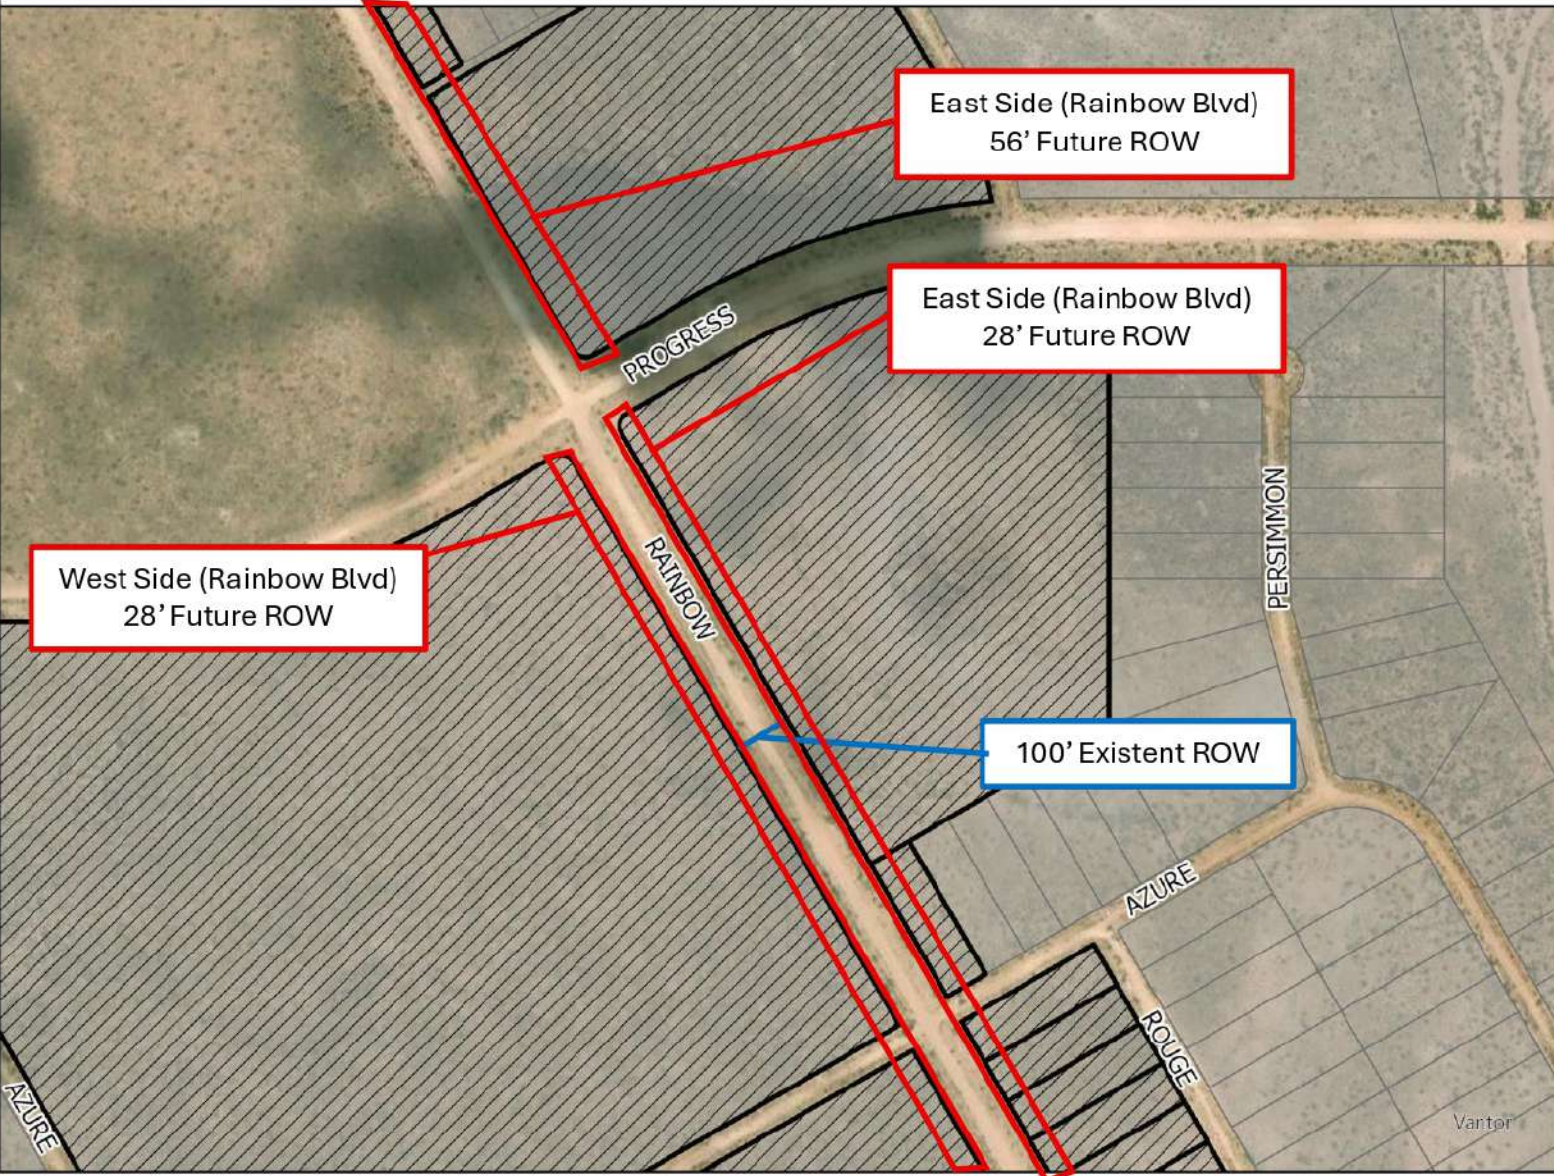 East Side (Rainbow Blvd)
56’ Future ROW
East Side (Rainbow Blvd)
28’ Future ROW
PROGRESS
PERSIMMON
RAINBOW
West Side (Rainbow Blvd)
28’ Future ROW
100’ Existent ROW
AZURE
ROUGE
AZURE
Vantor